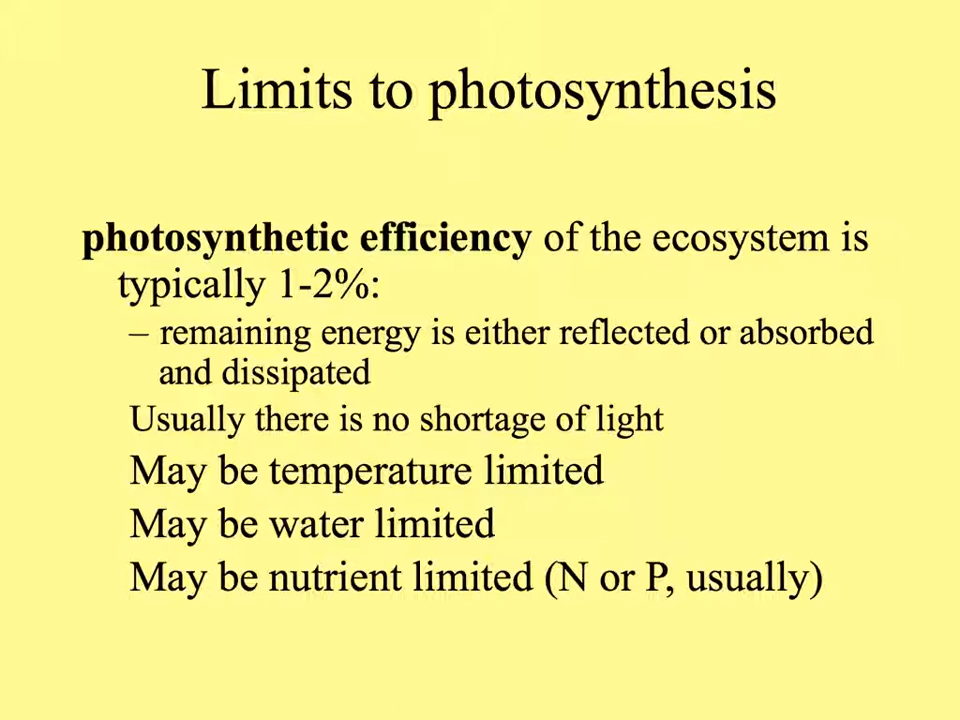 Limits to photosynthesis
photosynthetic efficiency of the ecosystem is
typically 1-2%:
– remaining energy is either reflected or absorbed
and dissipated
Usually there is no shortage of light
May be temperature limited
May be water limited
May be nutrient limited (N or P, usually)